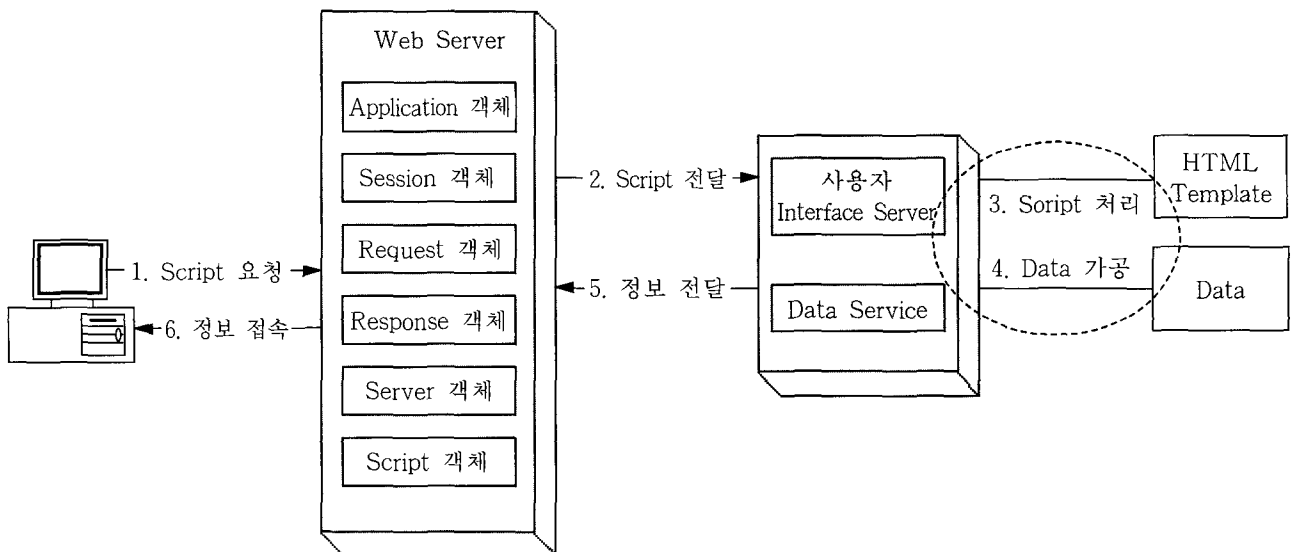 Web Server
Application 객체
Session 객체
Request 객체
Response 객체
Server 객체
Script 객체
1. Script 요청
6. 정보 접속
2. Script 전달
5. 정보 전달
사용자
Interface Server
Data Service
3. Soript 처리
4. Data 가공
HTML
Template
Data